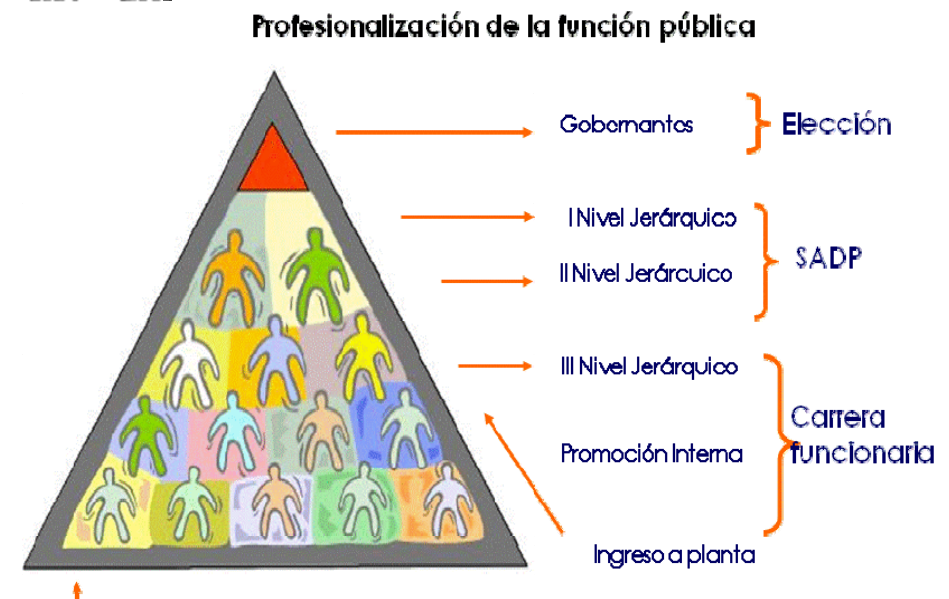 Profesionalización de la función pública
Gobernantes
Elección
I Nivel Jerárquico
II Nivel Jerárcuico
SADP
III Nivel Jerárquico
Carrera
funcionaria
Promoción Interna
Ingreso a planta